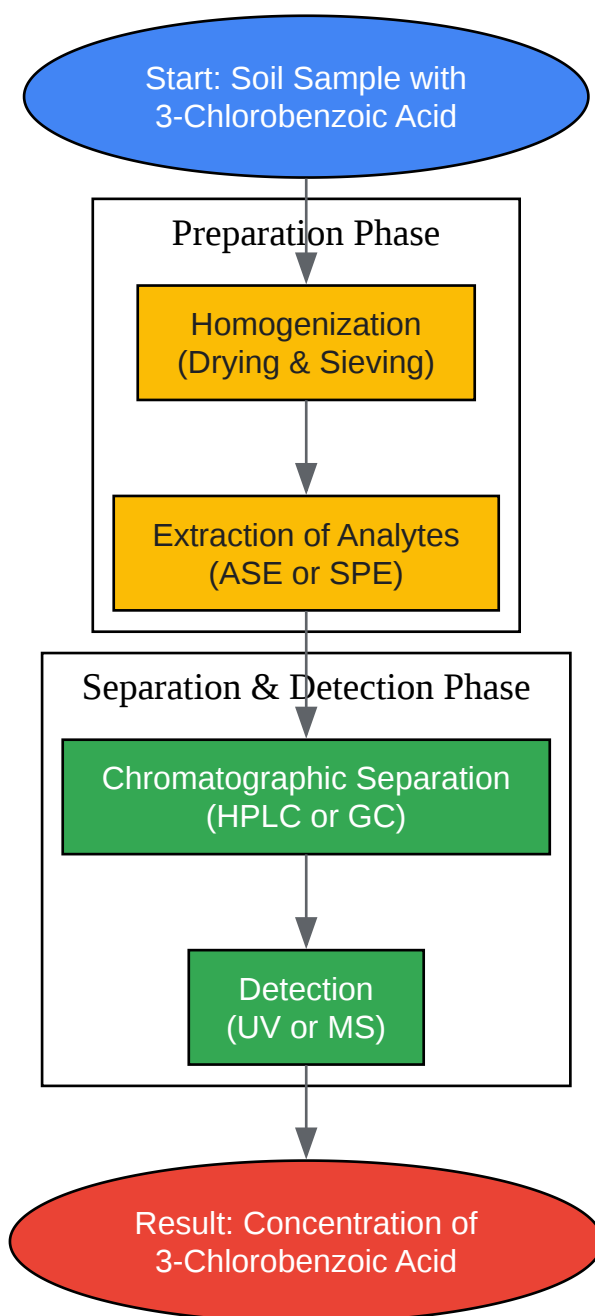 Start: Soil Sample with
3-Chlorobenzoic Acid
Preparation Phase
Homogenization
(Drying & Sieving)
Extraction of Analytes
(ASE or SPE)
Separation & Detection Phase
Chromatographic Separation
(HPLC or GC)
Detection
(UV or MS)
Result: Concentration of
3-Chlorobenzoic Acid